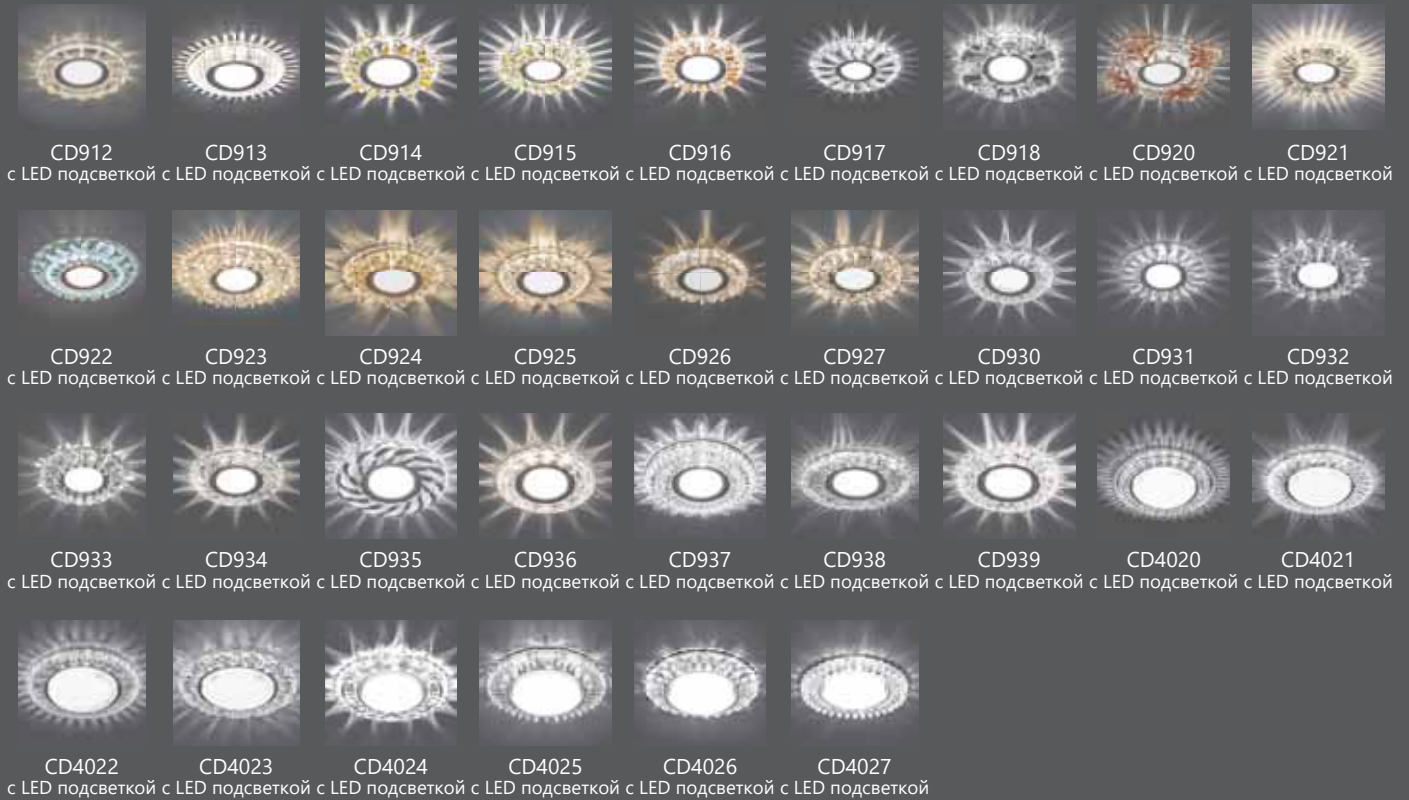 CD912 CD913 CD914 CD915 CD916 CD917 CD918 CD920 CD921
с LED подсветкой с LED подсветкой с LED подсветкой с LED подсветкой с LED подсветкой с LED подсветкой с LED подсветкой с LED подсветкой с LED подсветкой
CD922 CD923 CD924 CD925 CD926 CD927 CD930 CD931 CD932
с LED подсветкой с LED подсветкой с LED подсветкой с LED подсветкой с LED подсветкой с LED подсветкой с LED подсветкой с LED подсветкой с LED подсветкой
CD933 CD934 CD935 CD936 CD937 CD938 CD939 CD4020 CD4021
с LED подсветкой с LED подсветкой с LED подсветкой с LED подсветкой с LED подсветкой с LED подсветкой с LED подсветкой с LED подсветкой с LED подсветкой
CD4022 CD4023 CD4024 CD4025 CD4026 CD4027
с LED подсветкой с LED подсветкой с LED подсветкой с LED подсветкой с LED подсветкой с LED подсветкой